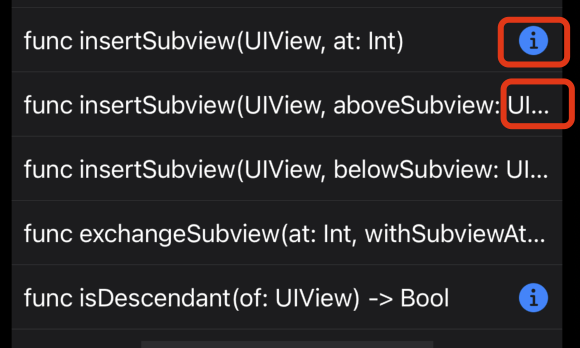 func insertSubview(UIView, at: Int) i
func insertSubview(UIView, aboveSubview: UI...
func insertSubview(UIView, belowSubview: UI...
func exchangeSubview(at: Int, withSubviewAt...
func isDescendant(of: UIView) -> Bool i